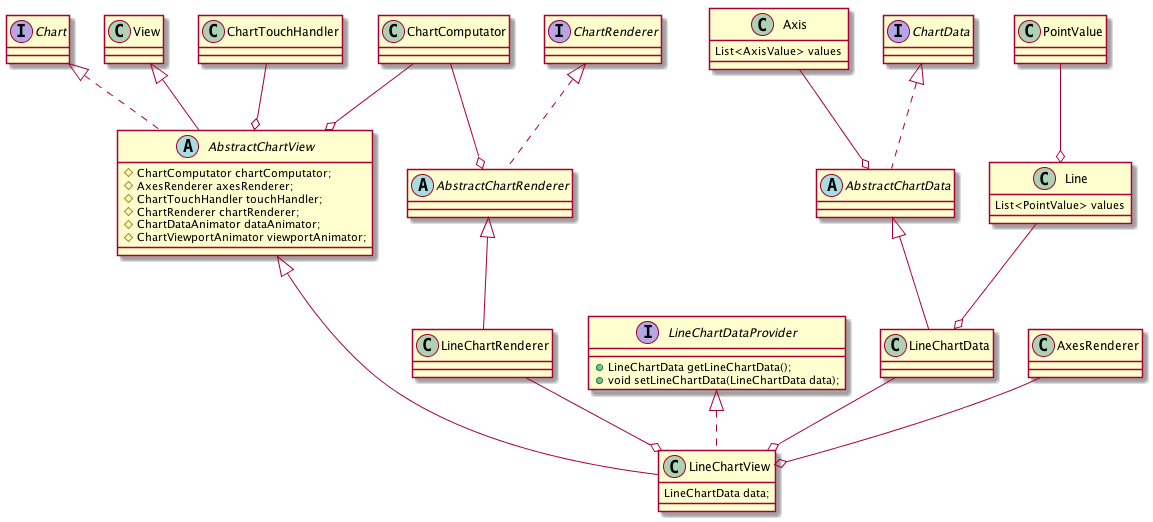 I Chart
C View
C ChartTouchHandler
C ChartComputator
I ChartRenderer
C Axis
List<AxisValue> values
I ChartData
C PointValue
A AbstractChartView
ChartComputator chartComputator;
AxesRenderer axesRenderer;
ChartTouchHandler touchHandler;
ChartRenderer chartRenderer;
ChartDataAnimator dataAnimator;
ChartViewportAnimator viewportAnimator;
A AbstractChartRenderer
A AbstractChartData
C Line
List<PointValue> values
C LineChartRenderer
I LineChartDataProvider
LineChartData getLineChartData();
void setLineChartData(LineChartData data);
C LineChartData
C AxesRenderer
C LineChartView
LineChartData data;